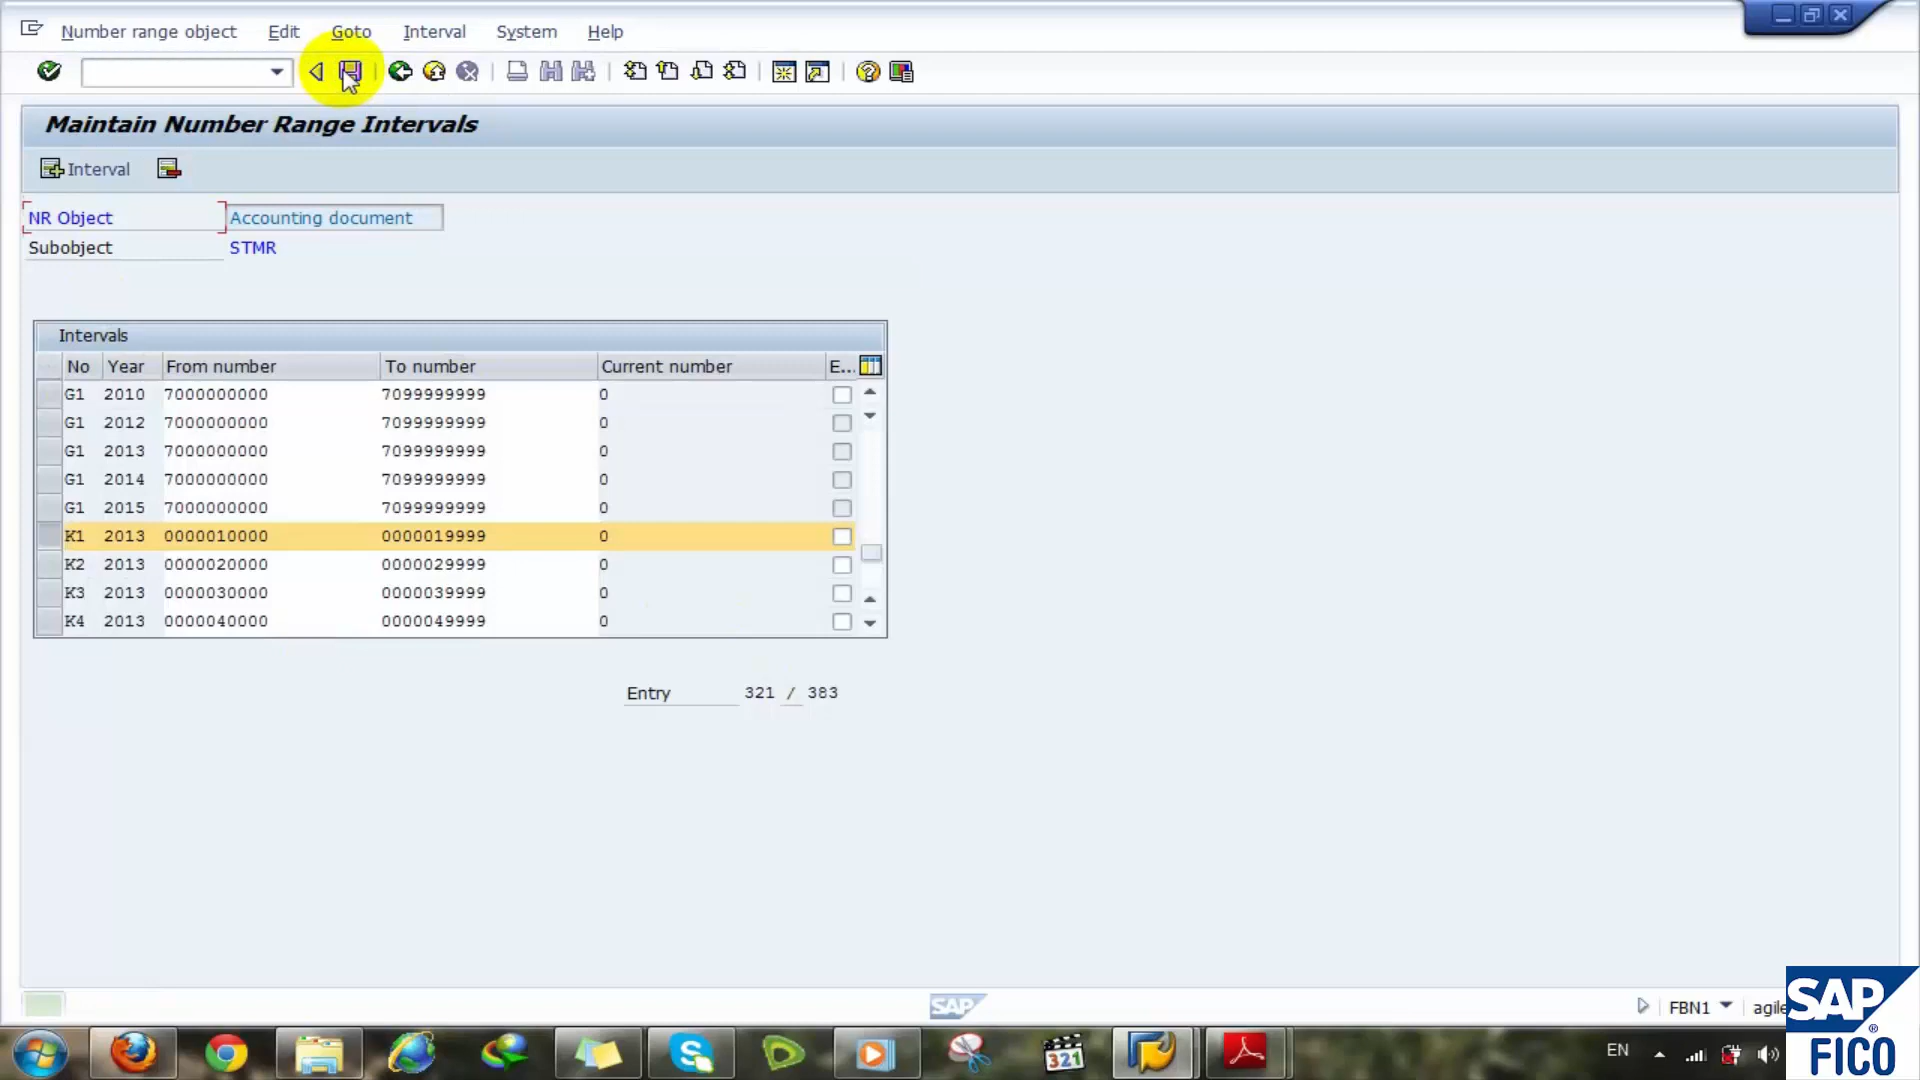 Number range object Edit Goto Interval System Help
Maintain Number Range Intervals
Interval
NR Object Accounting document
Subobject STMR
Intervals
No Year From number To number Current number E...
G1 2010 7000000000 7099999999 0
G1 2012 7000000000 7099999999 0
G1 2013 7000000000 7099999999 0
G1 2014 7000000000 7099999999 0
G1 2015 7000000000 7099999999 0
K1 2013 0000010000 0000019999 0
K2 2013 0000020000 0000029999 0
K3 2013 0000030000 0000039999 0
K4 2013 0000040000 0000049999 0
Entry 321 / 383
SAP
FBN1 agile
SAP ®
FICO
321
EN